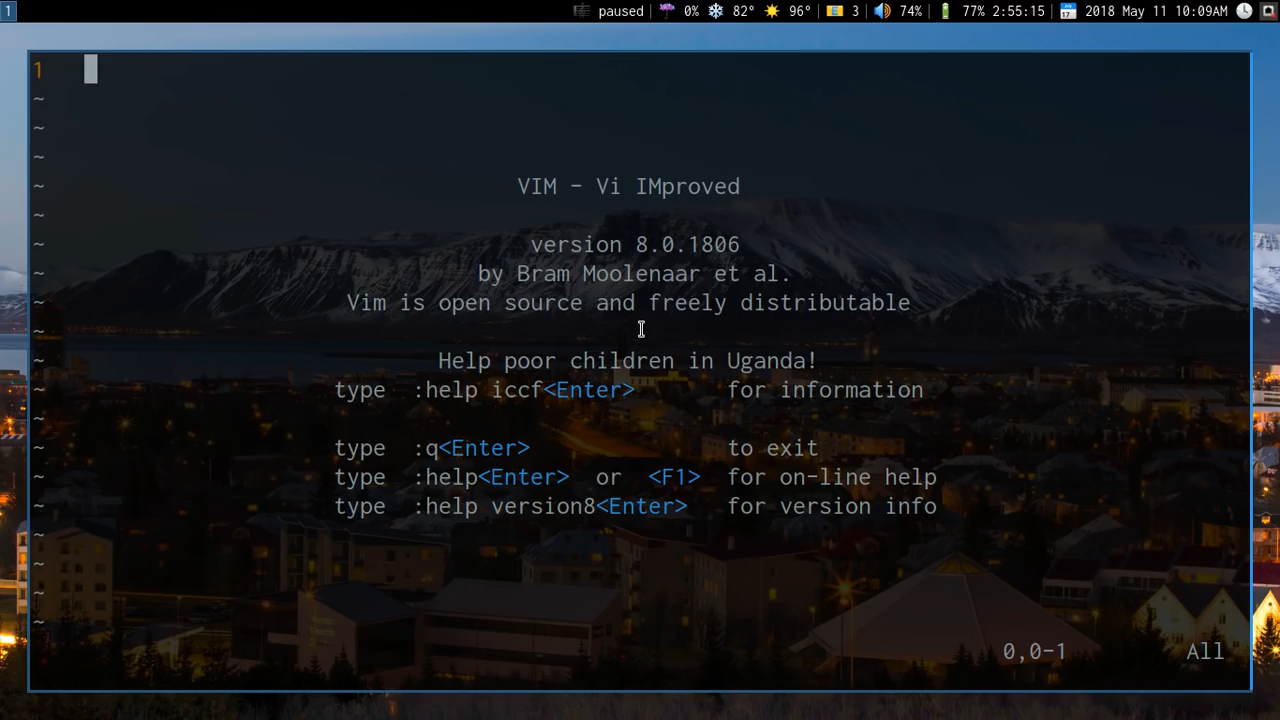 1 paused 0% 82° 96° 3 74% 77% 2:55:15 2018 May 11 10:09AM
1
~
~
~
~ VIM - Vi IMproved
~
~ version 8.0.1806
~ by Bram Moolenaar et al.
~ Vim is open source and freely distributable
~
~ Help poor children in Uganda!
~ type :help iccf<Enter> for information
~
~ type :q<Enter> to exit
~ type :help<Enter> or <F1> for on-line help
~ type :help version8<Enter> for version info
~
~
~
~
0,0-1 All